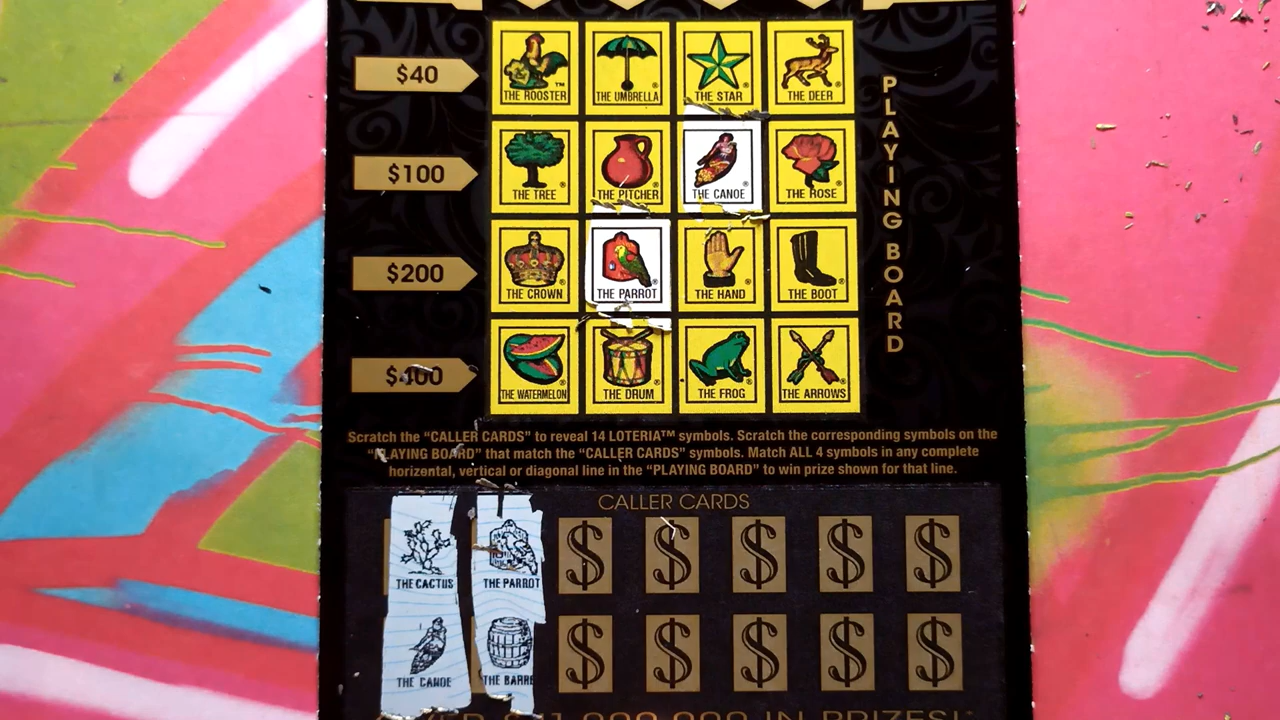 $40
THE ROOSTER™
THE UMBRELLA®
THE STAR®
THE DEER®
$100
THE TREE®
THE PITCHER®
THE CANOE®
THE ROSE®
$200
THE CROWN®
THE PARROT®
THE HAND®
THE BOOT®
$400
THE WATERMELON®
THE DRUM®
THE FROG®
THE ARROWS®
PLAYING BOARD
Scratch the “CALLER CARDS” to reveal 14 LOTERIA™ symbols. Scratch the corresponding symbols on the
“PLAYING BOARD” that match the “CALLER CARDS” symbols. Match ALL 4 symbols in any complete
horizontal, vertical or diagonal line in the “PLAYING BOARD” to win prize shown for that line.
CALLER CARDS
THE CACTUS
THE PARROT
$ $ $ $ $
THE CANOE
THE BARRE
$ $ $ $ $
IN PRIZES!